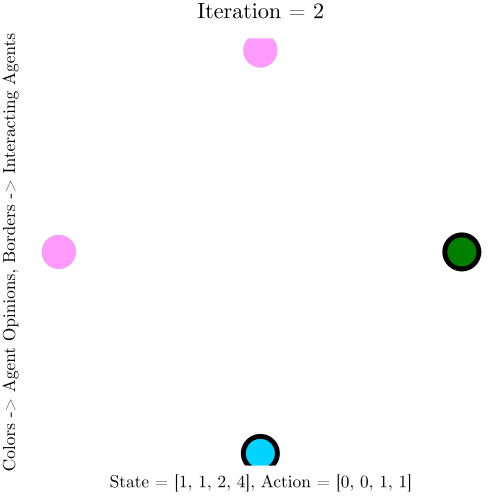 Iteration = 2
Colors -> Agent Opinions, Borders -> Interacting Agents
State = [1, 1, 2, 4], Action = [0, 0, 1, 1]